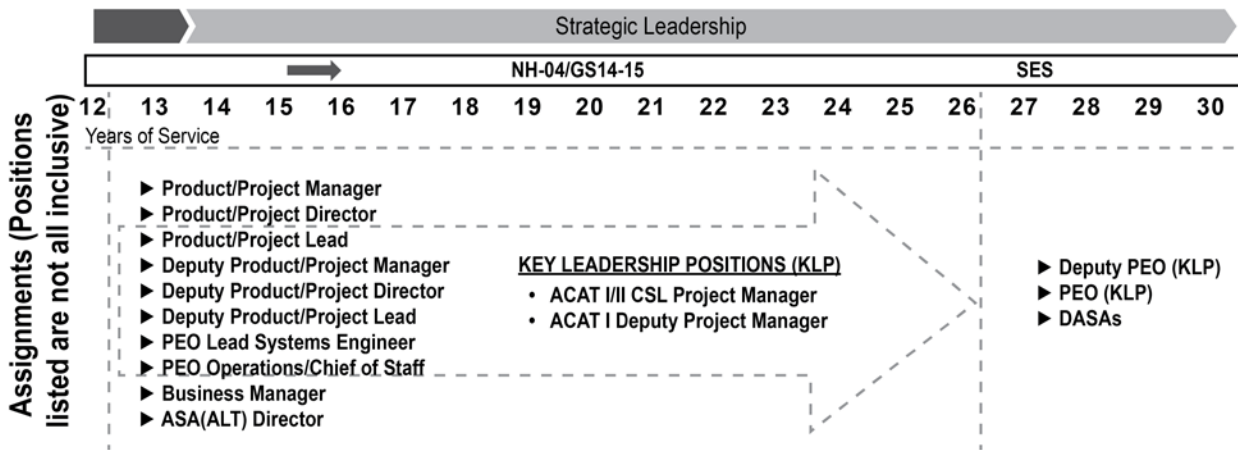 Strategic Leadership
NH-04/GS14-15 SES
12 13 14 15 16 17 18 19 20 21 22 23 24 25 26 27 28 29 30
Years of Service
Assignments (Positions
listed are not all inclusive)
► Product/Project Manager
► Product/Project Director
► Product/Project Lead
► Deputy Product/Project Manager
► Deputy Product/Project Director
► Deputy Product/Project Lead
► PEO Lead Systems Engineer
► PEO Operations/Chief of Staff
► Business Manager
► ASA(ALT) Director
KEY LEADERSHIP POSITIONS (KLP)
• ACAT I/II CSL Project Manager
• ACAT I Deputy Project Manager
► Deputy PEO (KLP)
► PEO (KLP)
► DASAs